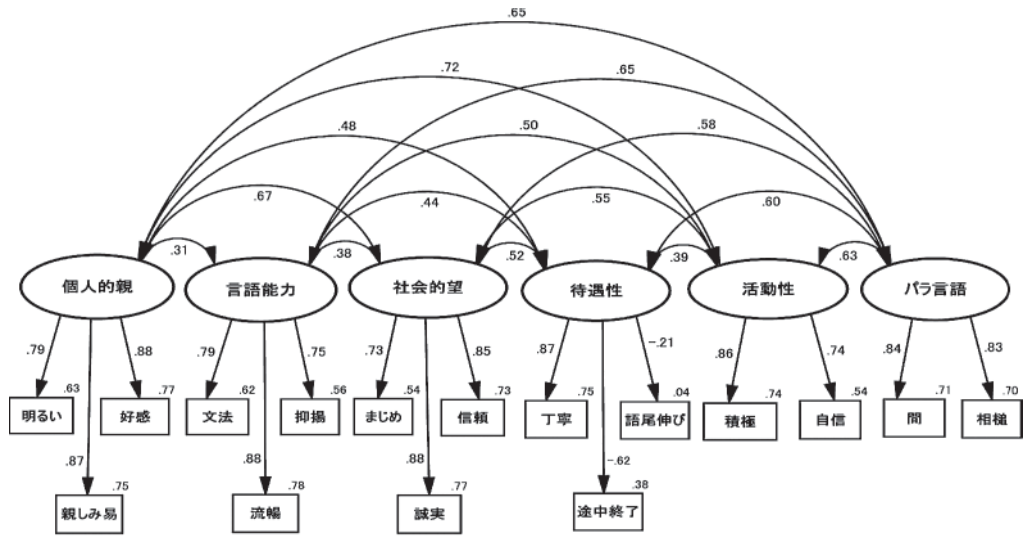 .65
.72
.65
.48
.50
.58
.67
.44
.55
.60
.31
.38
.52
.39
.63
個人的親
言語能力
社会的望
待遇性
活動性
パラ言語
.79
.88
.79
.75
.73
.85
.87
-.21
.86
.74
.84
.83
.63
.77
.62
.56
.54
.73
.75
.04
.74
.54
.71
.70
明るい
好感
文法
抑揚
まじめ
信頼
丁寧
語尾伸び
積極
自信
間
相槌
.87
.88
.88
-.62
.75
.78
.77
.38
親しみ易
流暢
誠実
途中終了